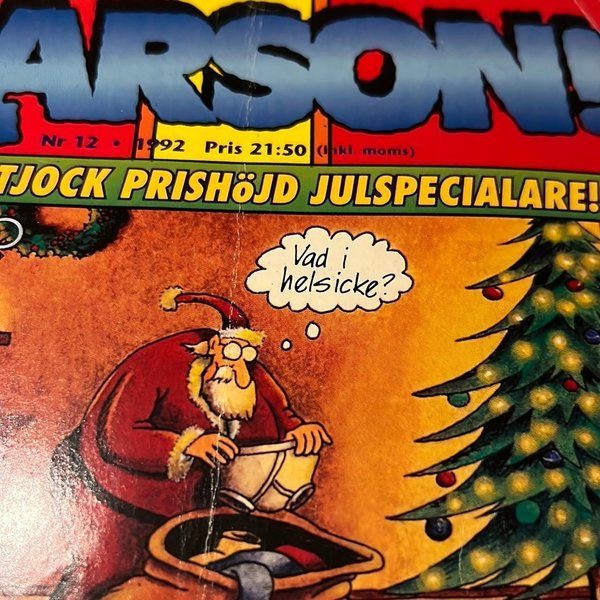 ARSON!
Nr 12 • 1992 Pris 21:50 (inkl. moms)
TJOCK PRISHöJD JULSPECIALARE!
Vad i
helsicke?